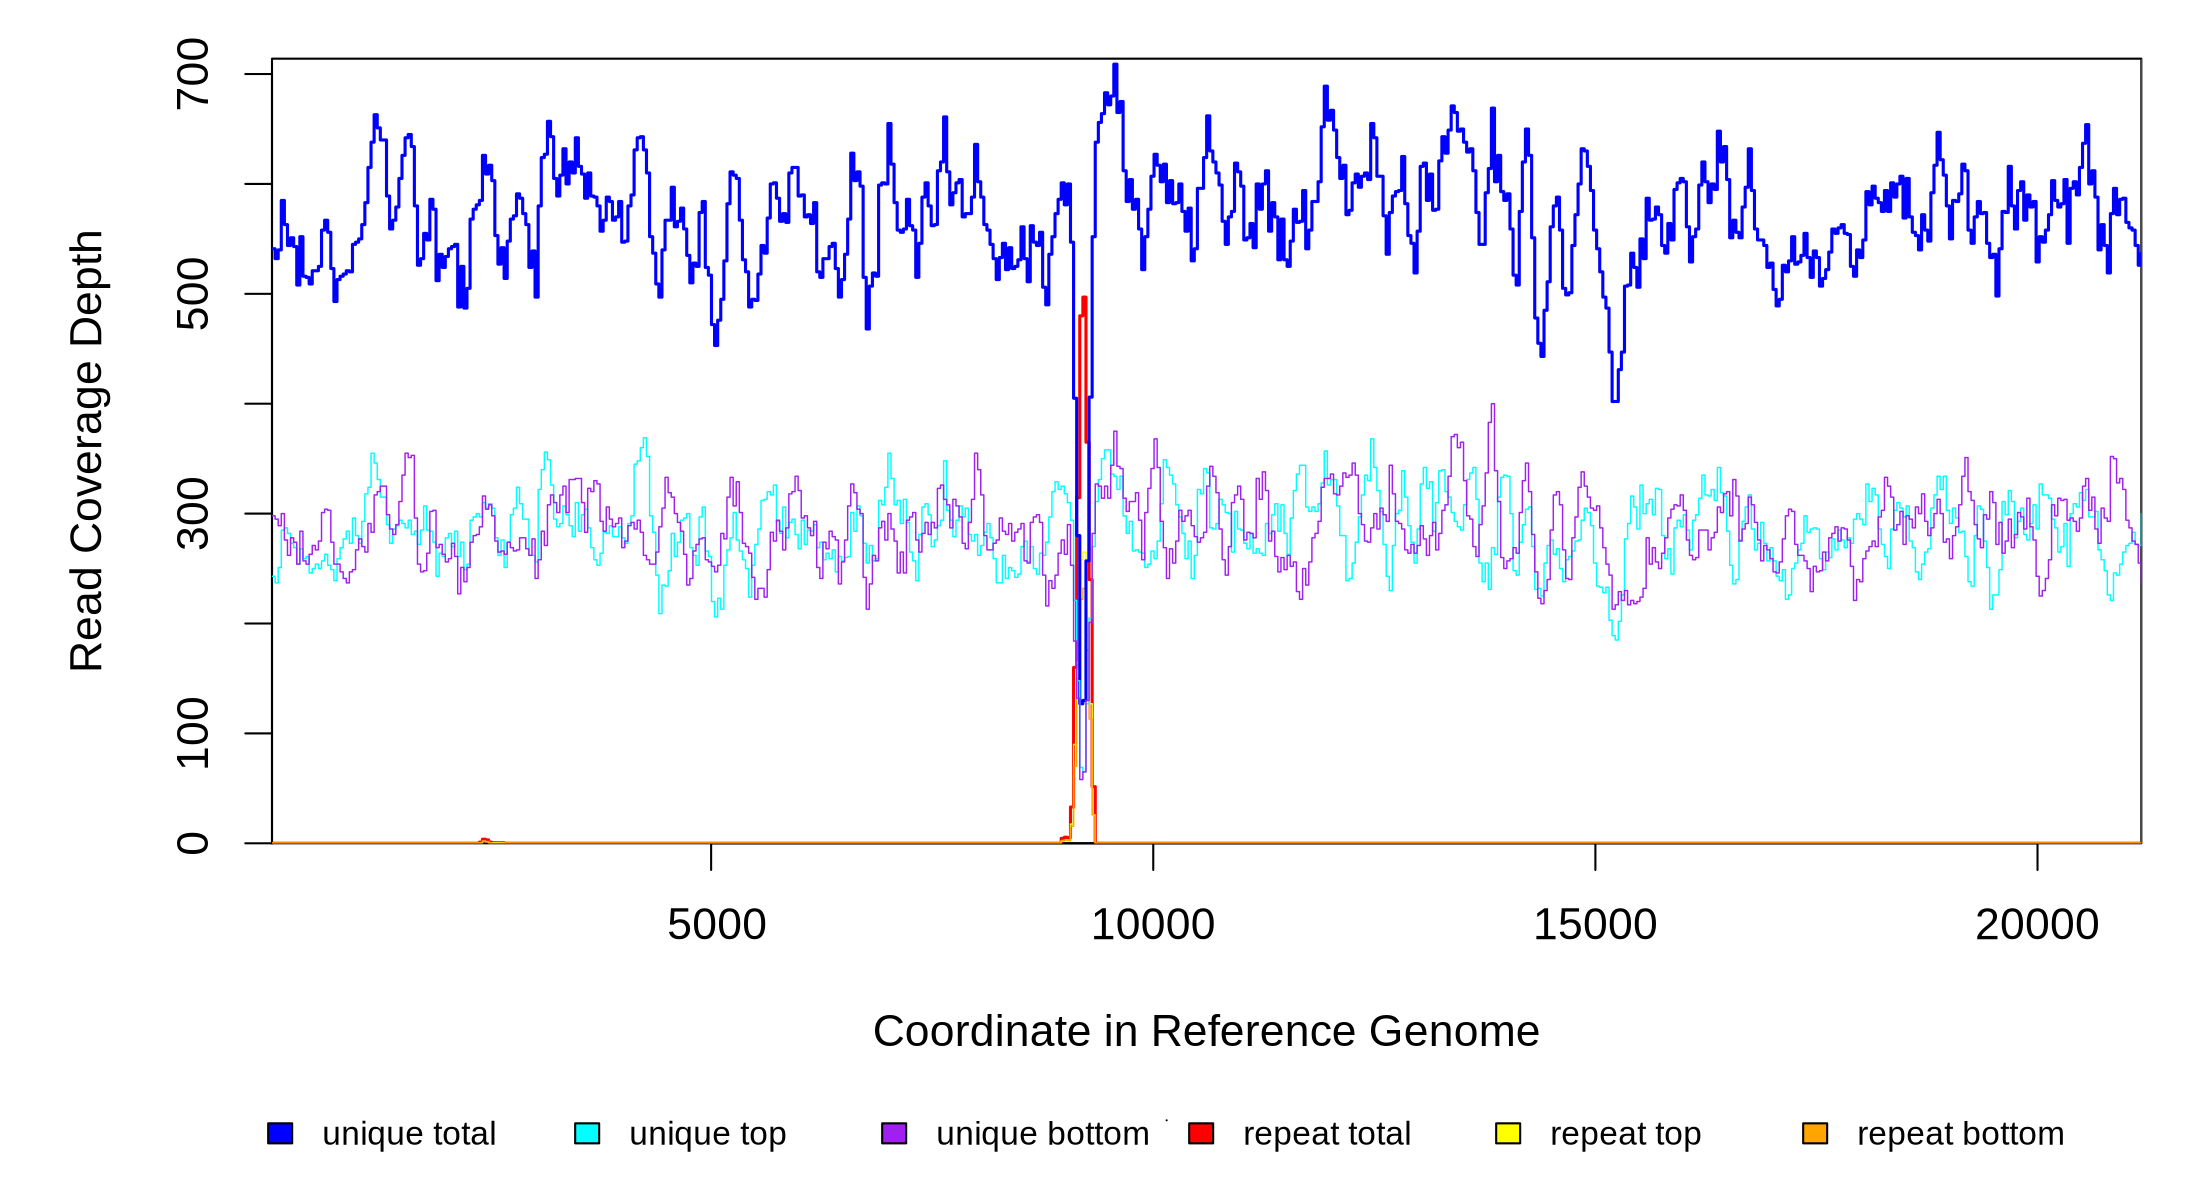 700
500
300
100
0
Read Coverage Depth
5000 10000 15000 20000
Coordinate in Reference Genome
unique total unique top unique bottom repeat total repeat top repeat bottom